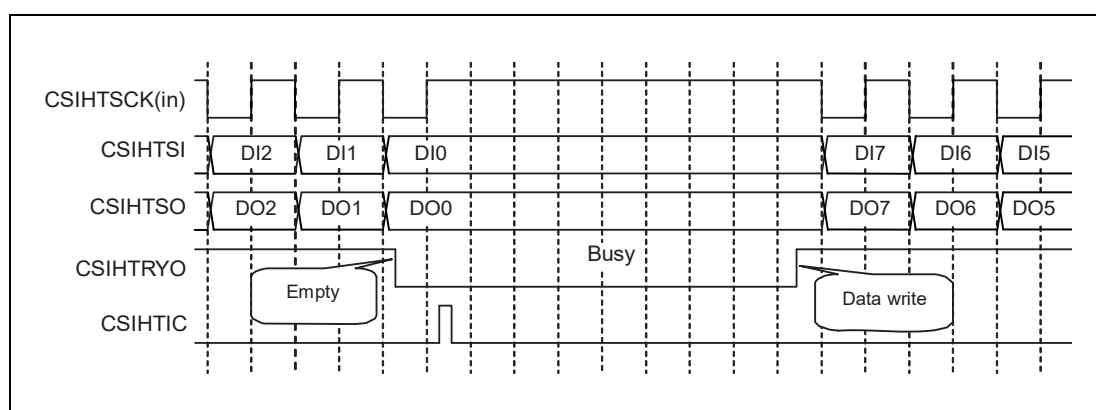 CSIHTSCK(in)
CSIHTSI DI2 DI1 DI0 DI7 DI6 DI5
CSIHTSO DO2 DO1 DO0 DO7 DO6 DO5
CSIHTRYO Busy
Empty Data write
CSIHTIC